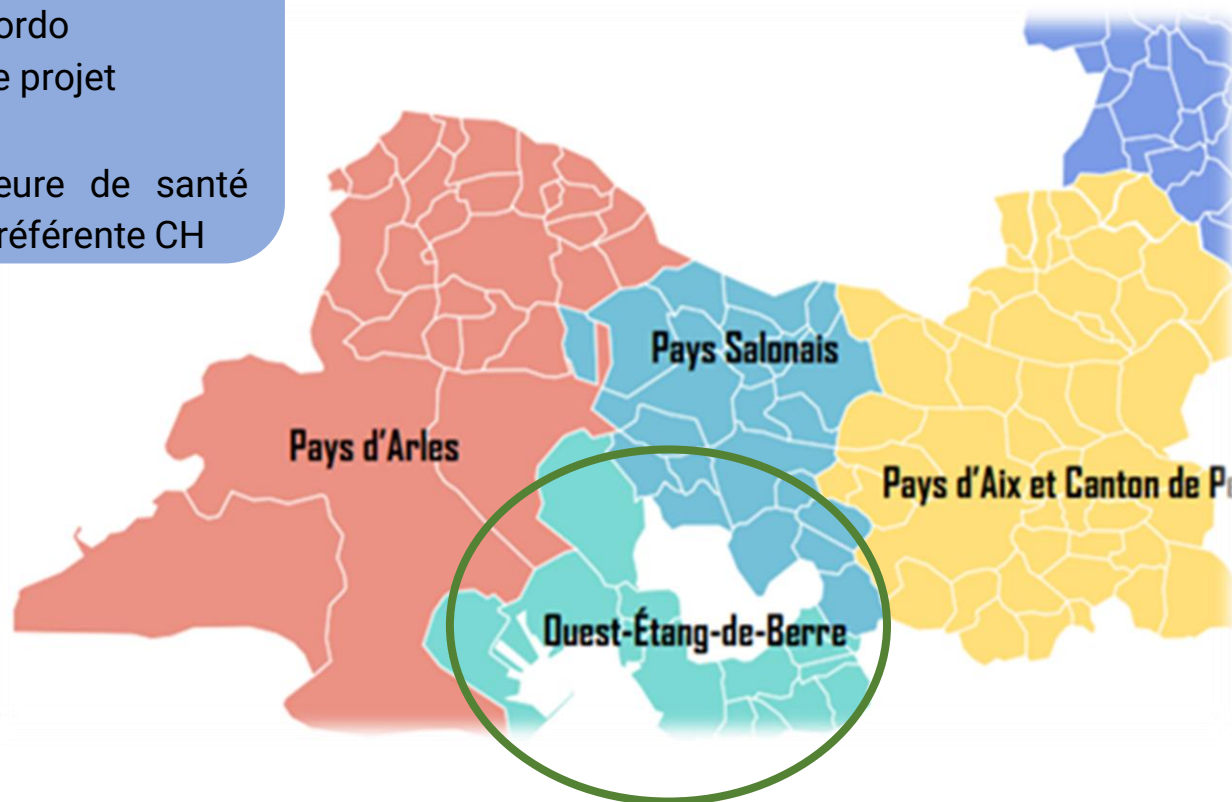 ordo
e projet
eure de santé
référente CH
Pays Salonais
Pays d'Arles
Pays d'Aix et Canton de
Ouest-Étang-de-Berre